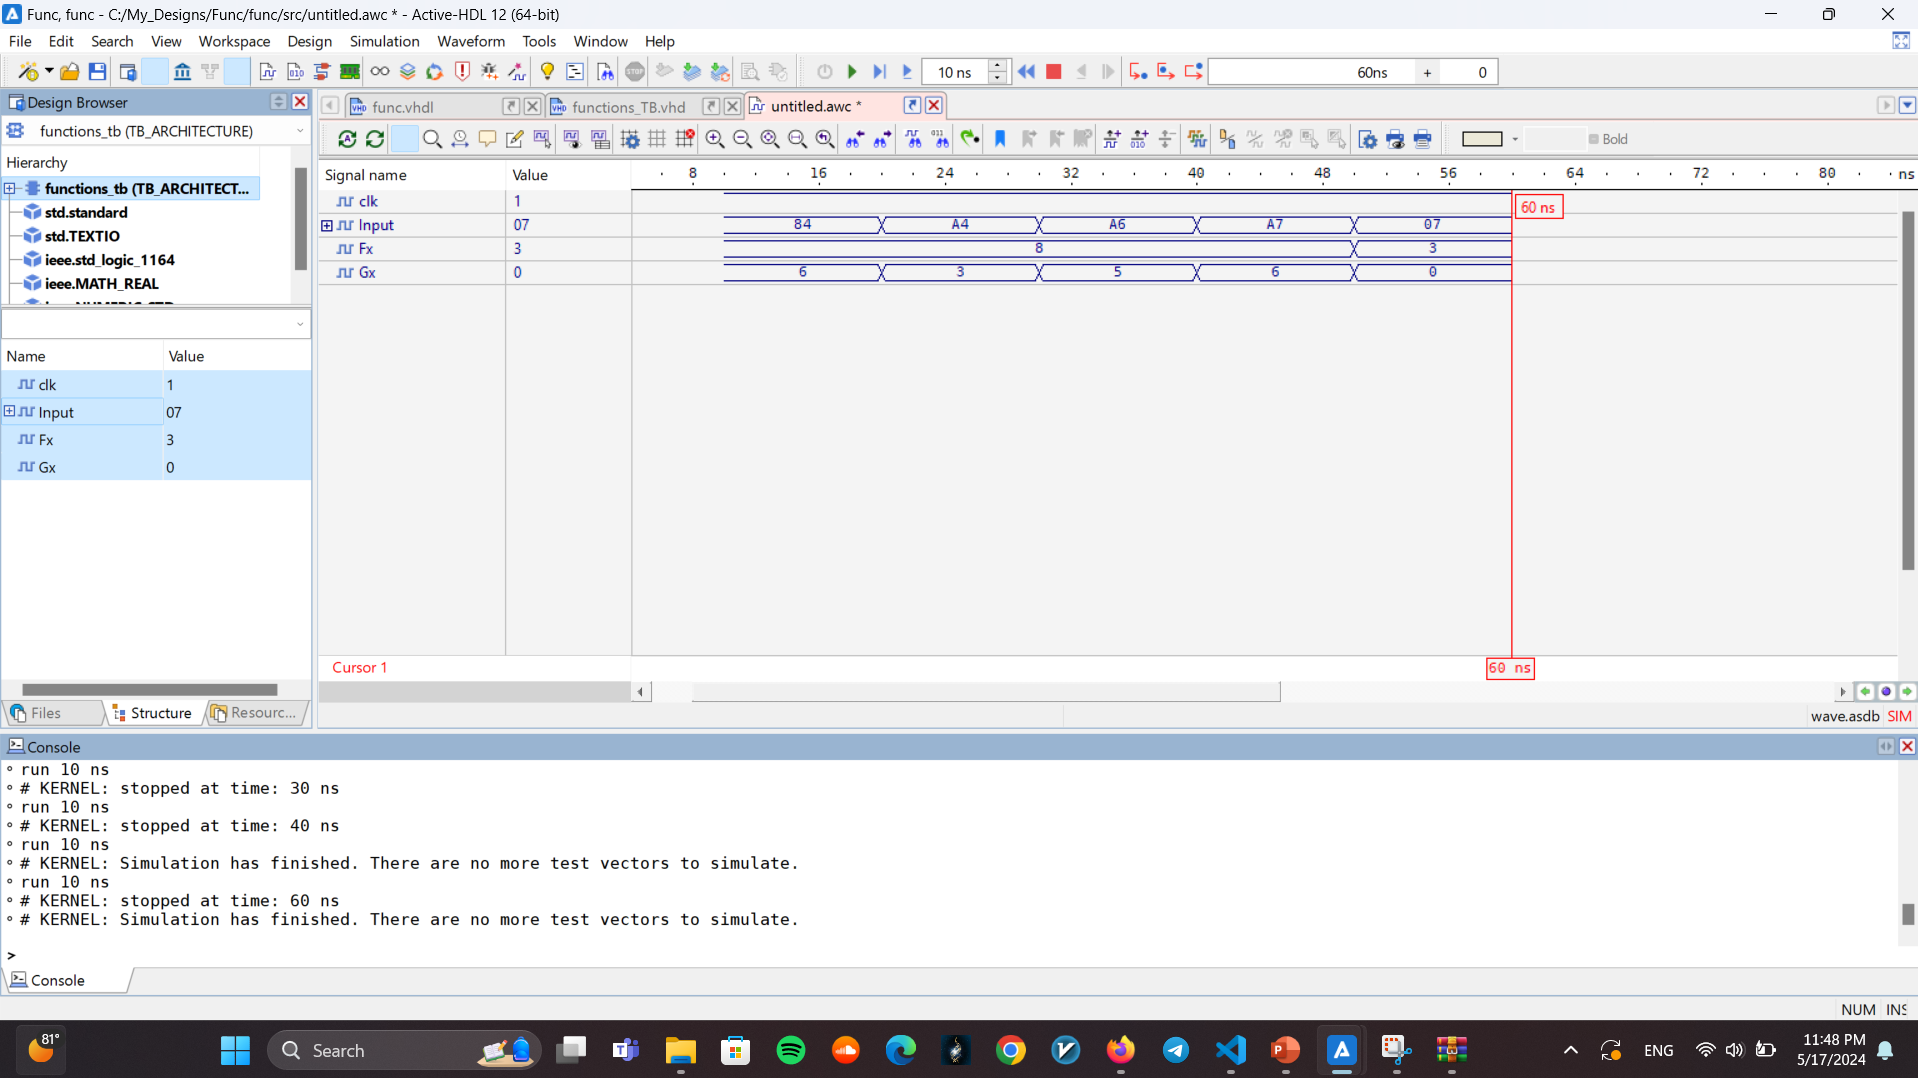 Func, func - C:/My_Designs/Func/func/src/untitled.awc * - Active-HDL 12 (64-bit)
File Edit Search View Workspace Design Simulation Waveform Tools Window Help
10 ns 60ns + 0
Design Browser
func.vhdl functions_TB.vhd untitled.awc *
functions_tb (TB_ARCHITECTURE)
Bold
Hierarchy
functions_tb (TB_ARCHITECT...
std.standard
std.TEXTIO
ieee.std_logic_1164
ieee.MATH_REAL
Name Value
clk 1
Input 07
Fx 3
Gx 0
Files Structure Resourc...
Signal name Value 8 16 24 32 40 48 56 64 72 80 ns
clk 1 60 ns
Input 07 84 A4 A6 A7 07
Fx 3 8 3
Gx 0 6 3 5 6 0
Cursor 1 60 ns
wave.asdb SIM
Console
run 10 ns
# KERNEL: stopped at time: 30 ns
run 10 ns
# KERNEL: stopped at time: 40 ns
run 10 ns
# KERNEL: Simulation has finished. There are no more test vectors to simulate.
run 10 ns
# KERNEL: stopped at time: 60 ns
# KERNEL: Simulation has finished. There are no more test vectors to simulate.
>
Console
NUM INS
81°
Search
ENG
11:48 PM
5/17/2024